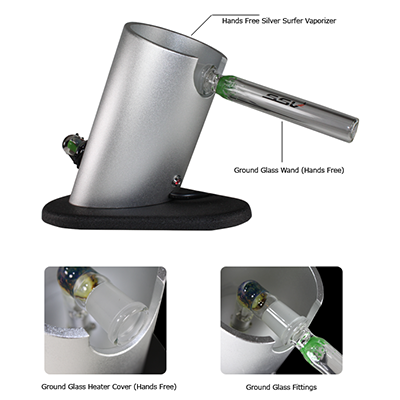 Hands Free Silver Surfer Vaporizer
SSV
Ground Glass Wand (Hands Free)
Ground Glass Heater Cover (Hands Free)
Ground Glass Fittings